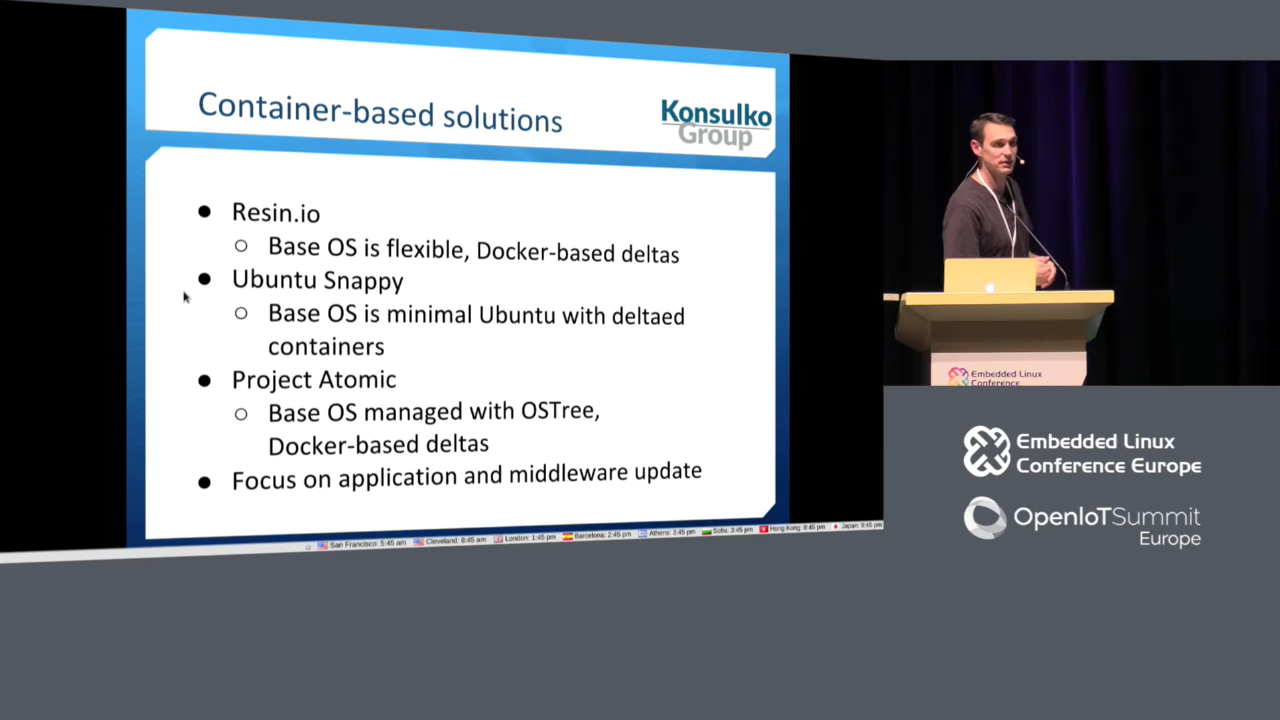 Container-based solutions
Konsulko
Group
● Resin.io
○ Base OS is flexible, Docker-based deltas
● Ubuntu Snappy
○ Base OS is minimal Ubuntu with deltaed
containers
● Project Atomic
○ Base OS managed with OSTree,
Docker-based deltas
● Focus on application and middleware update
San Francisco: 5:45 am Cleveland: 8:45 am London: 1:45 pm Barcelona: 2:45 pm Athens: 3:45 pm Sofia: 3:45 pm Hong Kong: 8:45 pm Japan: 9:45 pm
Embedded Linux
Conference
Embedded Linux
Conference Europe
OpenIoTSummit
Europe